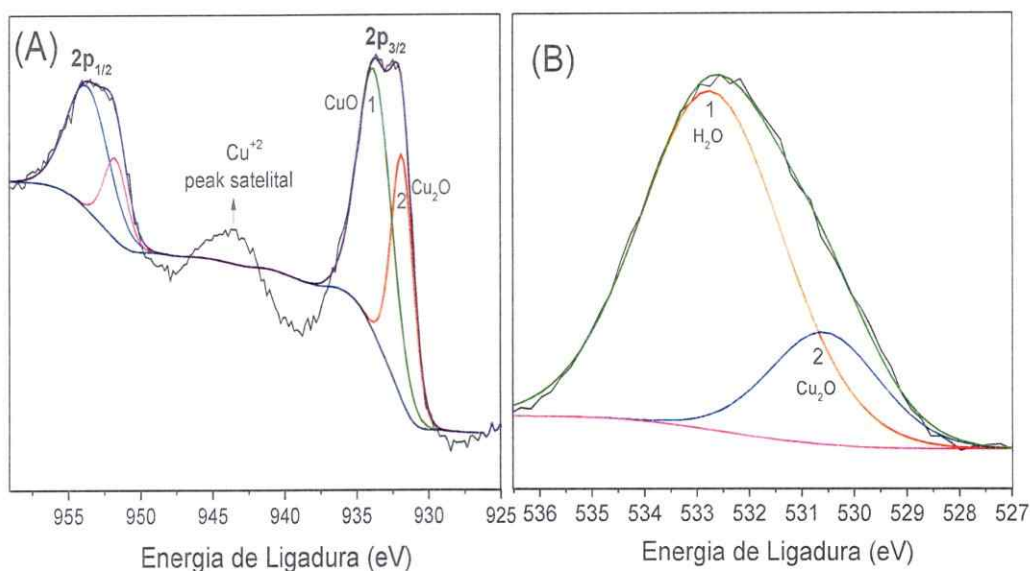 (A)
2p1/2
2p3/2
CuO
1
Cu+2
peak satelital
2
Cu2O
955 950 945 940 935 930 925
Energia de Ligadura (eV)
(B)
1
H2O
2
Cu2O
536 535 534 533 532 531 530 529 528 527
Energia de Ligadura (eV)